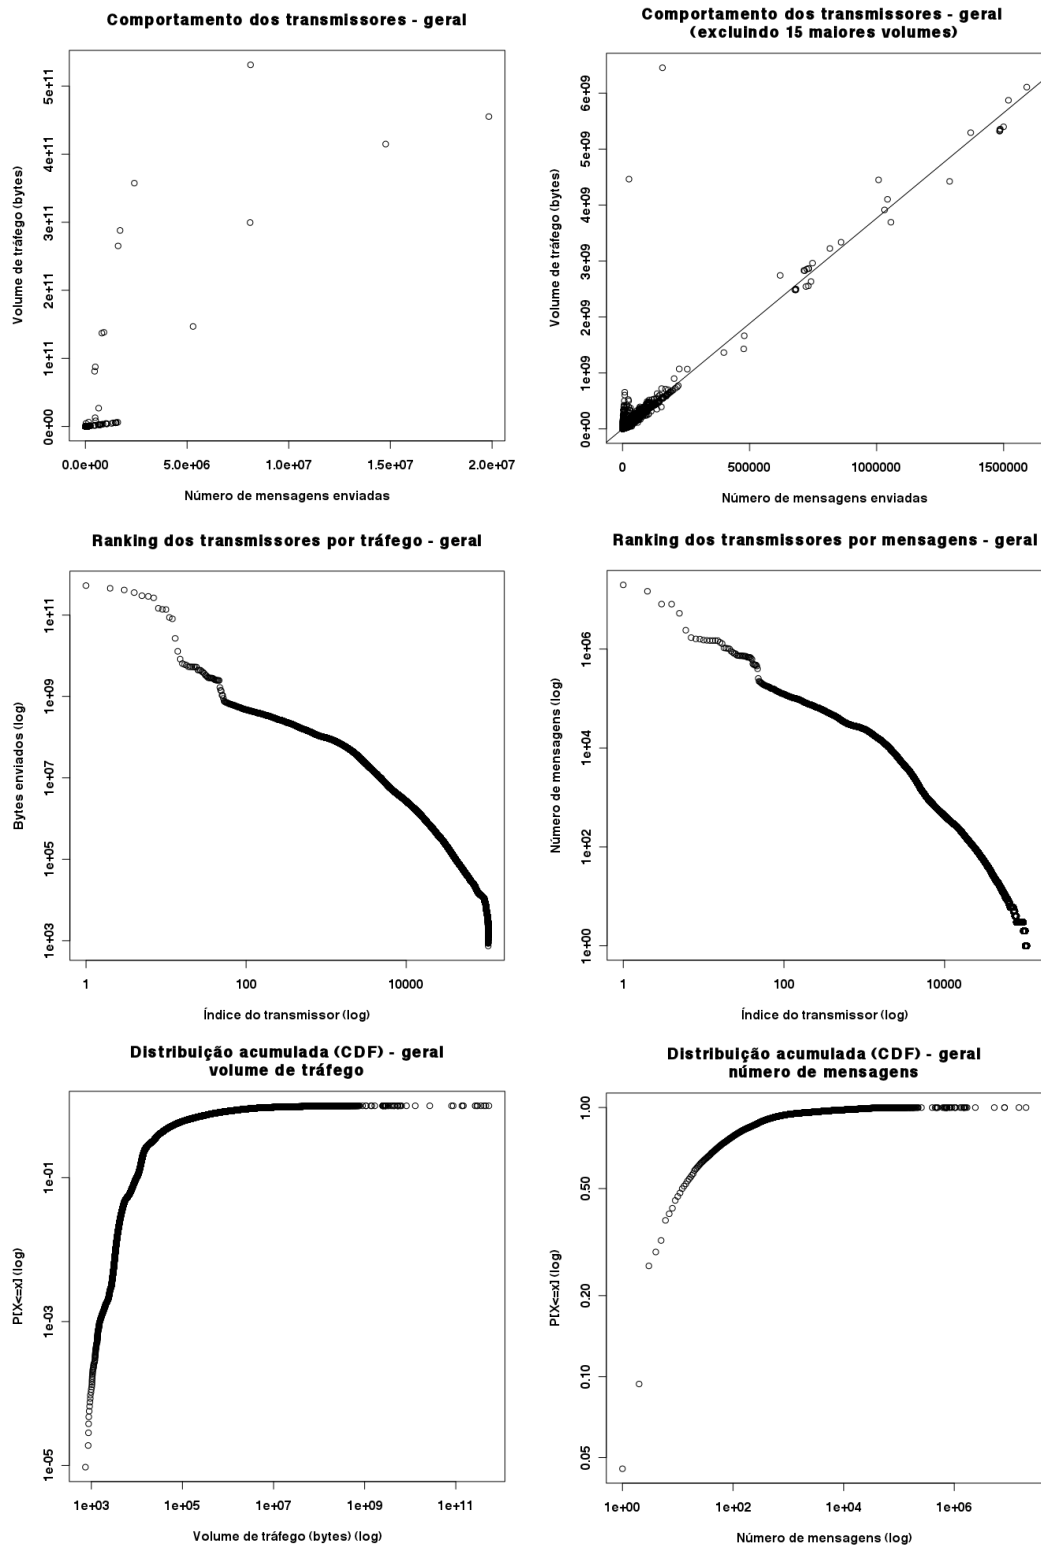 Comportamento dos transmissores - geral
Volume de tráfego (bytes)
5e+11
4e+11
3e+11
2e+11
1e+11
0e+00
0.0e+00 5.0e+06 1.0e+07 1.5e+07 2.0e+07
Número de mensagens enviadas
Comportamento dos transmissores - geral
(excluindo 15 maiores volumes)
Volume de tráfego (bytes)
6e+09
5e+09
4e+09
3e+09
2e+09
1e+09
0e+00
0 500000 1000000 1500000
Número de mensagens enviadas
Ranking dos transmissores por tráfego - geral
Bytes enviados (log)
1e+11
1e+09
1e+07
1e+05
1e+03
1 100 10000
Índice do transmissor (log)
Ranking dos transmissores por mensagens - geral
Número de mensagens (log)
1e+06
1e+04
1e+02
1e+00
1 100 10000
Índice do transmissor (log)
Distribuição acumulada (CDF) - geral
volume de tráfego
P[X<=x] (log)
1e-01
1e-03
1e-05
1e+03 1e+05 1e+07 1e+09 1e+11
Volume de tráfego (bytes) (log)
Distribuição acumulada (CDF) - geral
número de mensagens
P[X<=x] (log)
1.00
0.50
0.20
0.10
0.05
1e+00 1e+02 1e+04 1e+06
Número de mensagens (log)